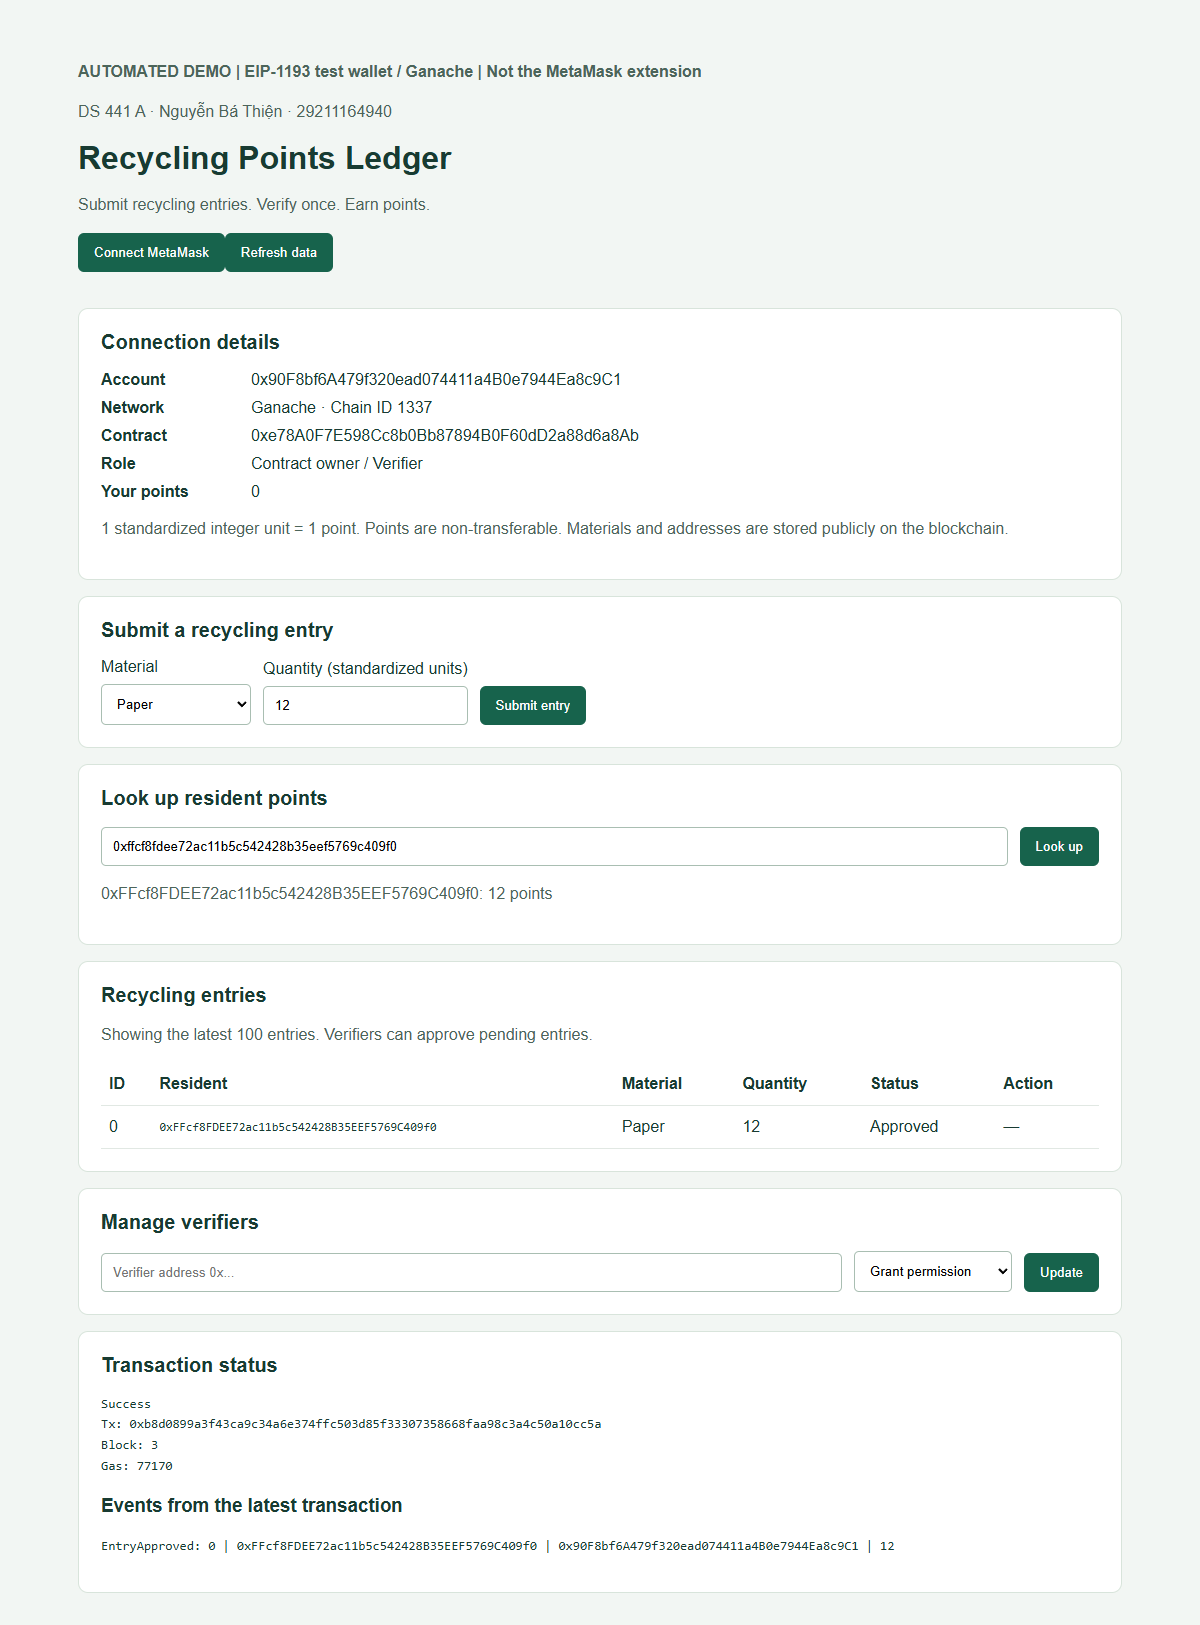 AUTOMATED DEMO | EIP-1193 test wallet / Ganache | Not the MetaMask extension
DS 441 A · Nguyễn Bá Thiện · 29211164940
Recycling Points Ledger
Submit recycling entries. Verify once. Earn points.
Connect MetaMask Refresh data
Connection details
Account 0x90F8bf6A479f320ead074411a4B0e7944Ea8c9C1
Network Ganache · Chain ID 1337
Contract 0xe78A0F7E598Cc8b0Bb87894B0F60dD2a88d6a8Ab
Role Contract owner / Verifier
Your points 0
1 standardized integer unit = 1 point. Points are non-transferable. Materials and addresses are stored publicly on the blockchain.
Submit a recycling entry
Material Quantity (standardized units)
Paper 12 Submit entry
Look up resident points
0xffcf8fdee72ac11b5c542428b35eef5769c409f0 Look up
0xFFcf8FDEE72ac11b5c542428B35EEF5769C409f0: 12 points
Recycling entries
Showing the latest 100 entries. Verifiers can approve pending entries.
ID Resident Material Quantity Status Action
0 0xFFcf8FDEE72ac11b5c542428B35EEF5769C409f0 Paper 12 Approved —
Manage verifiers
Verifier address 0x... Grant permission Update
Transaction status
Success
Tx: 0xb8d0899a3f43ca9c34a6e374ffc503d85f33307358668faa98c3a4c50a10cc5a
Block: 3
Gas: 77170
Events from the latest transaction
EntryApproved: 0 | 0xFFcf8FDEE72ac11b5c542428B35EEF5769C409f0 | 0x90F8bf6A479f320ead074411a4B0e7944Ea8c9C1 | 12